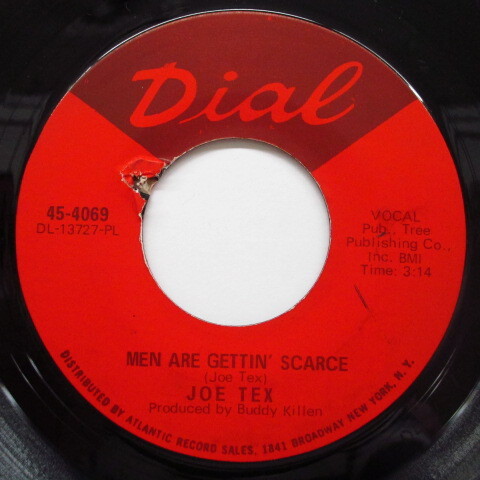 Dial
45-4069
DL-13727-PL
VOCAL
Pub., Tree
Publishing Co.,
Inc. BMI
Time: 3:14
MEN ARE GETTIN' SCARCE
(Joe Tex)
JOE TEX
Produced by Buddy Killen
DISTRIBUTED BY ATLANTIC RECORD SALES, 1841 BROADWAY NEW YORK, N. Y.